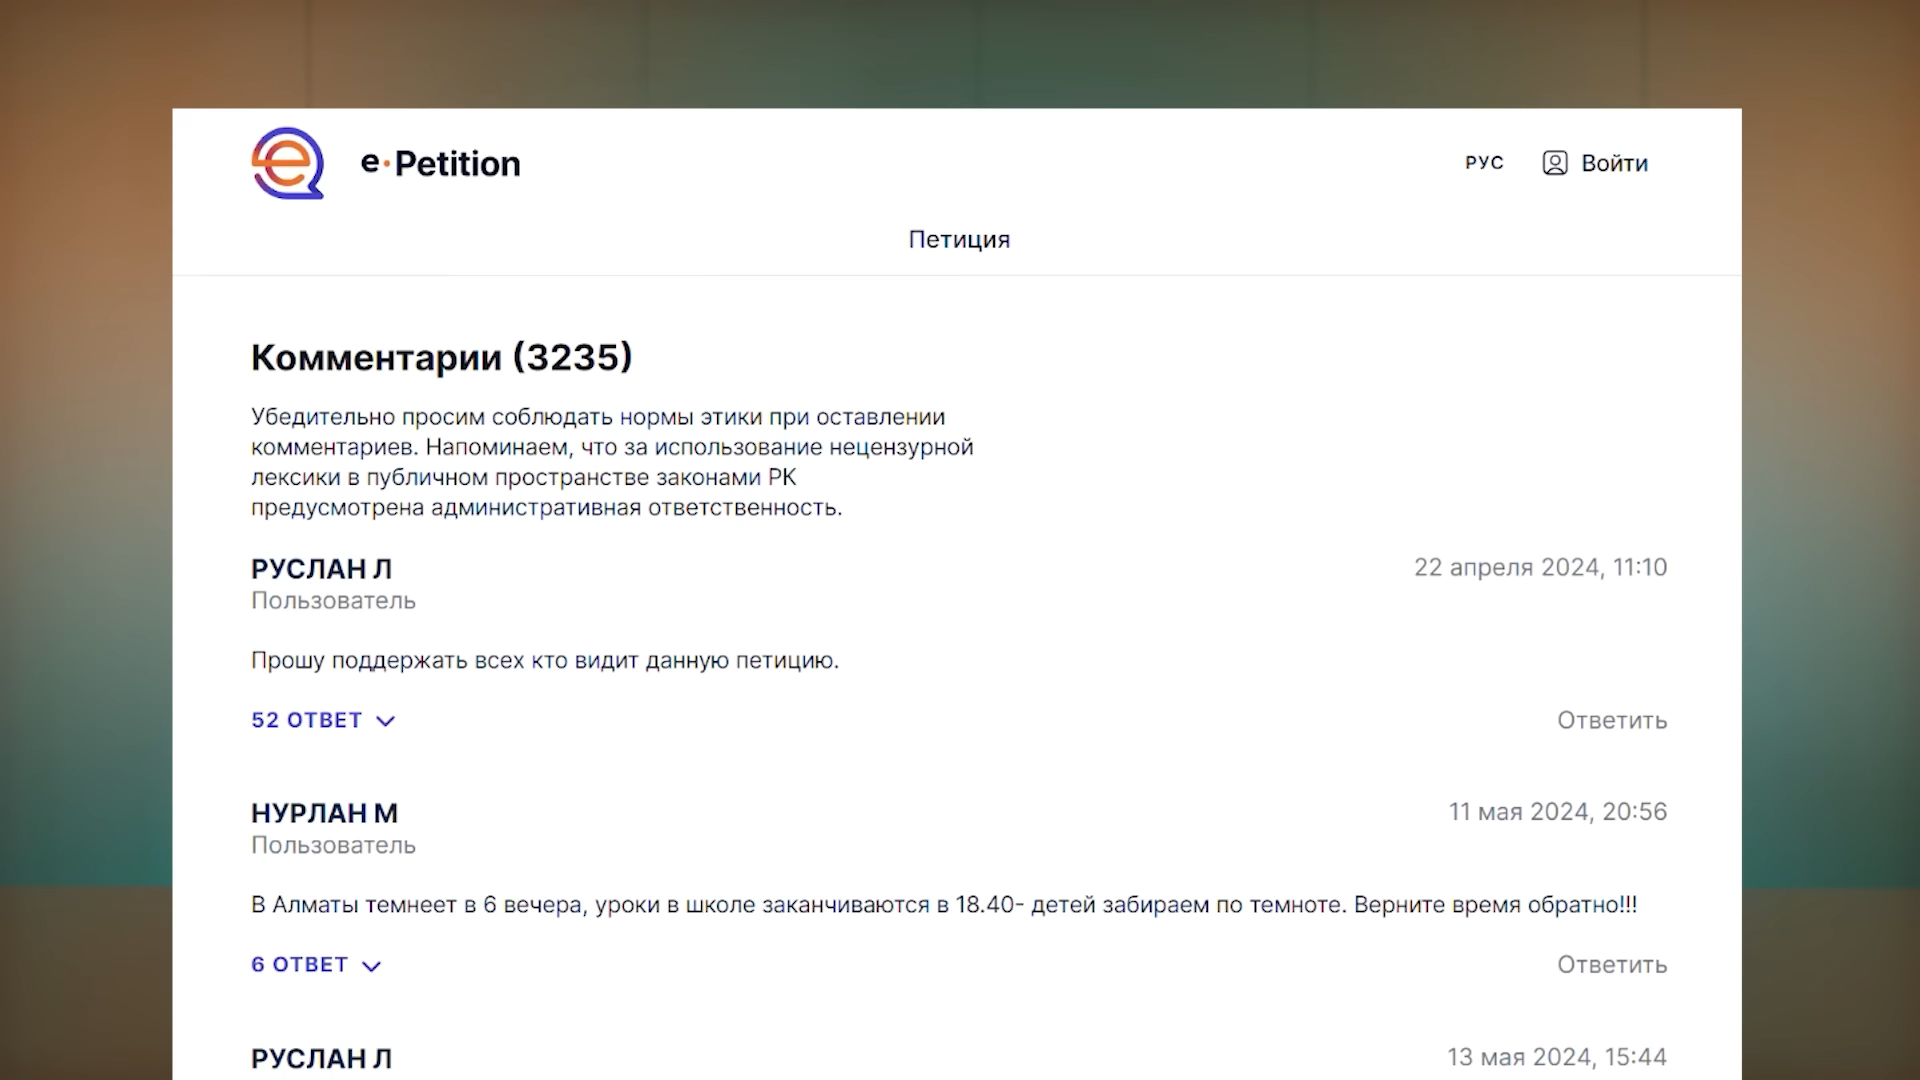 e·Petition
РУС
Войти
Петиция
Комментарии (3235)
Убедительно просим соблюдать нормы этики при оставлении
комментариев. Напоминаем, что за использование нецензурной
лексики в публичном пространстве законами РК
предусмотрена административная ответственность.
РУСЛАН Л
22 апреля 2024, 11:10
Пользователь
Прошу поддержать всех кто видит данную петицию.
52 ОТВЕТ
Ответить
НУРЛАН М
11 мая 2024, 20:56
Пользователь
В Алматы темнеет в 6 вечера, уроки в школе заканчиваются в 18.40- детей забираем по темноте. Верните время обратно!!!
6 ОТВЕТ
Ответить
РУСЛАН Л
13 мая 2024, 15:44